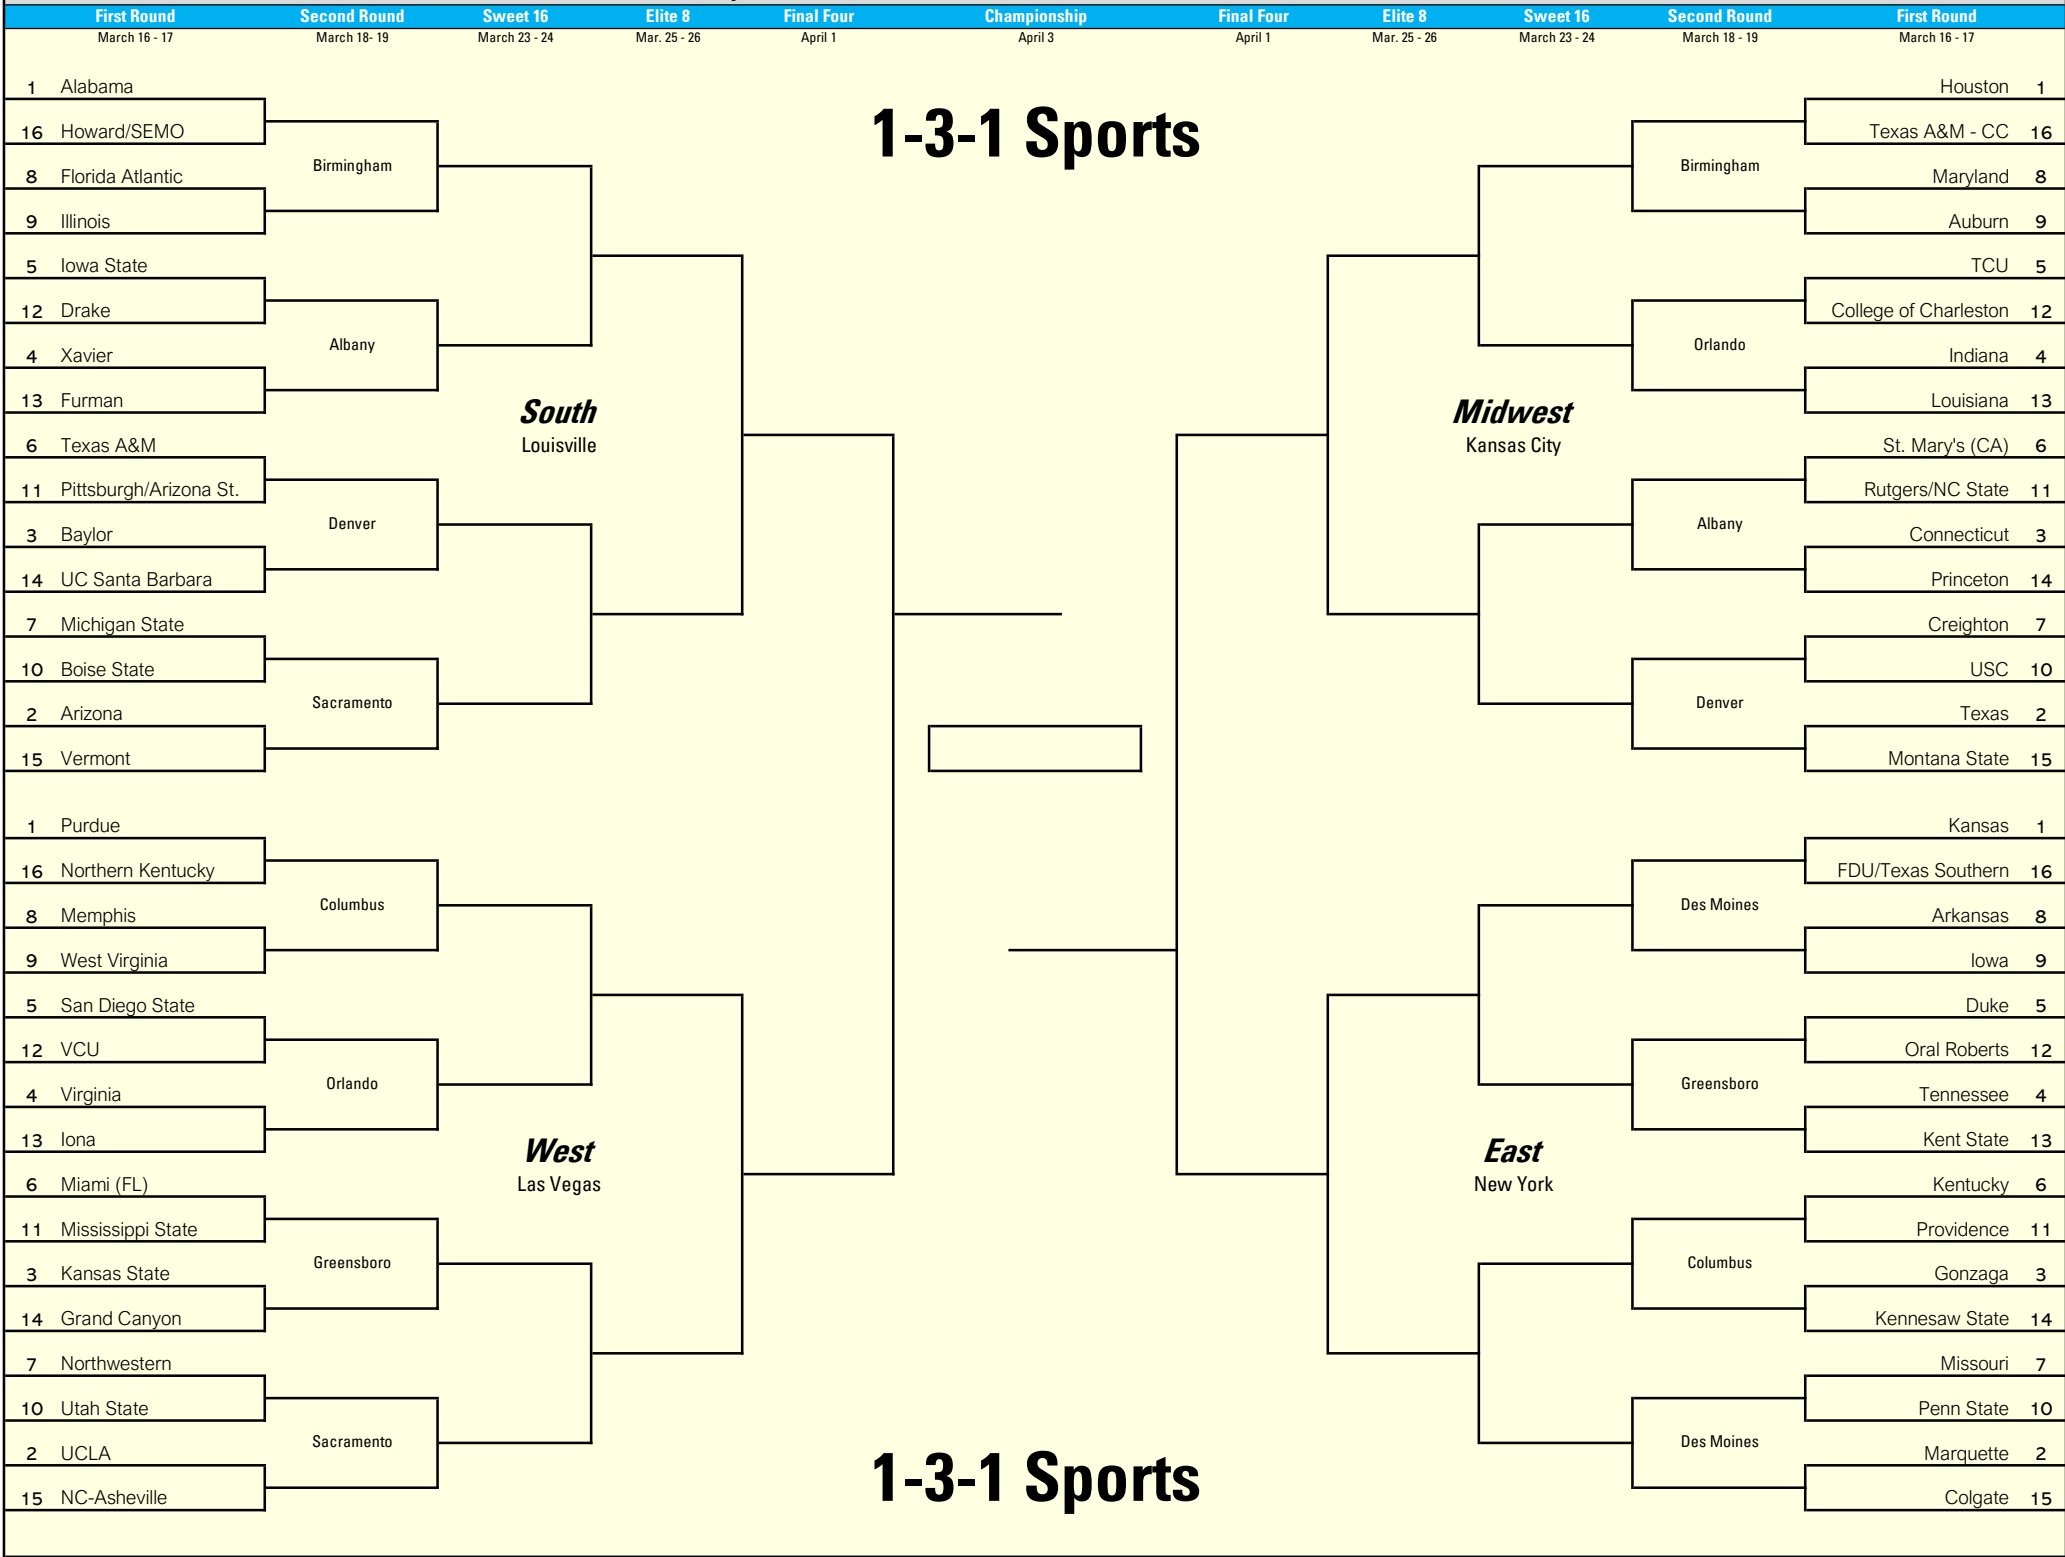 First Round Second Round Sweet 16 Elite 8 Final Four Championship Final Four Elite 8 Sweet 16 Second Round First Round
March 16 - 17 March 18- 19 March 23 - 24 Mar. 25 - 26 April 1 April 3 April 1 Mar. 25 - 26 March 23 - 24 March 18 - 19 March 16 - 17
1 Alabama
16 Howard/SEMO
Birmingham
8 Florida Atlantic
9 Illinois
5 Iowa State
12 Drake
Albany
4 Xavier
13 Furman
South
Louisville
6 Texas A&M
11 Pittsburgh/Arizona St.
Denver
3 Baylor
14 UC Santa Barbara
7 Michigan State
10 Boise State
Sacramento
2 Arizona
15 Vermont
1 Purdue
16 Northern Kentucky
Columbus
8 Memphis
9 West Virginia
5 San Diego State
12 VCU
Orlando
4 Virginia
13 Iona
West
Las Vegas
6 Miami (FL)
11 Mississippi State
Greensboro
3 Kansas State
14 Grand Canyon
7 Northwestern
10 Utah State
Sacramento
2 UCLA
15 NC-Asheville
1-3-1 Sports
1-3-1 Sports
Houston 1
Texas A&M - CC 16
Birmingham
Maryland 8
Auburn 9
TCU 5
College of Charleston 12
Orlando
Indiana 4
Louisiana 13
Midwest
Kansas City
St. Mary's (CA) 6
Rutgers/NC State 11
Albany
Connecticut 3
Princeton 14
Creighton 7
USC 10
Denver
Texas 2
Montana State 15
Kansas 1
FDU/Texas Southern 16
Des Moines
Arkansas 8
Iowa 9
Duke 5
Oral Roberts 12
Greensboro
Tennessee 4
Kent State 13
East
New York
Kentucky 6
Providence 11
Columbus
Gonzaga 3
Kennesaw State 14
Missouri 7
Penn State 10
Des Moines
Marquette 2
Colgate 15